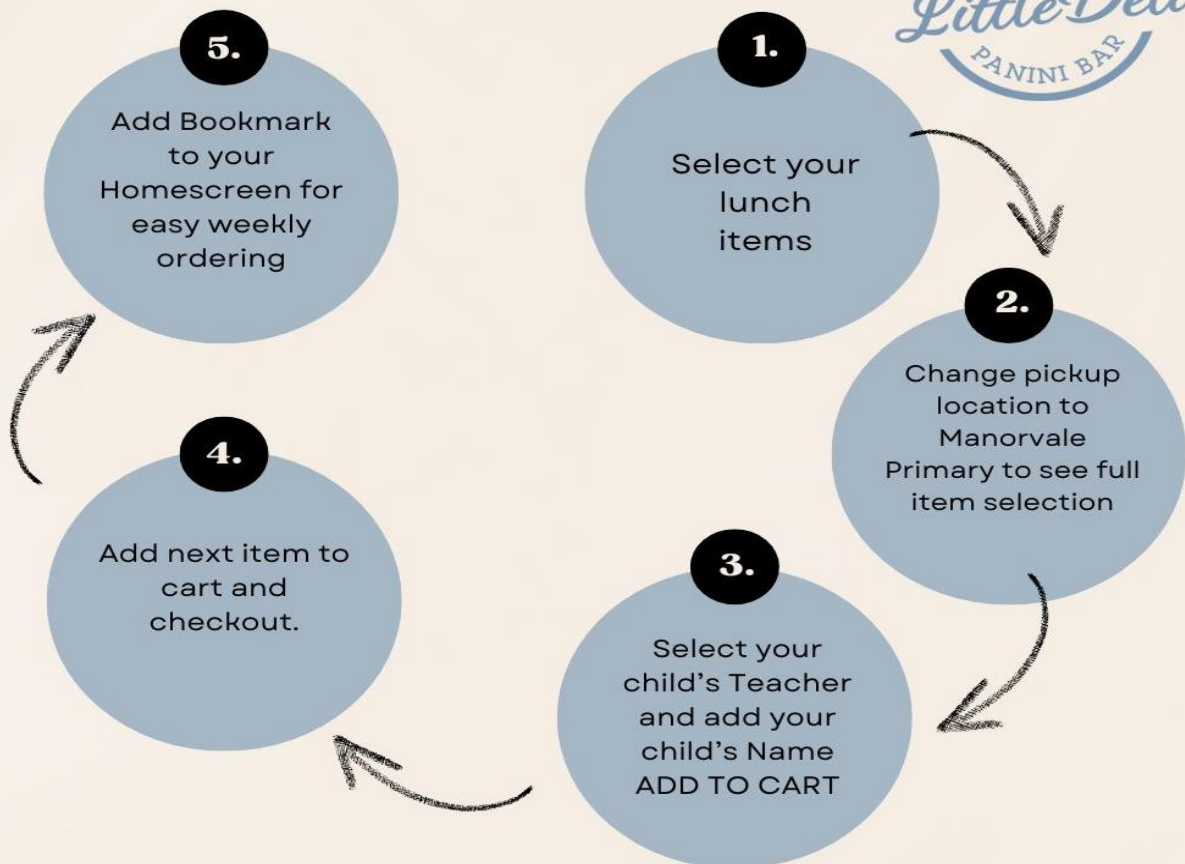 Little Deli
PANINI BAR
1.
Select your
lunch
items
2.
Change pickup
location to
Manorvale
Primary to see full
item selection
3.
Select your
child's Teacher
and add your
child's Name
ADD TO CART
4.
Add next item to
cart and
checkout.
5.
Add Bookmark
to your
Homescreen for
easy weekly
ordering